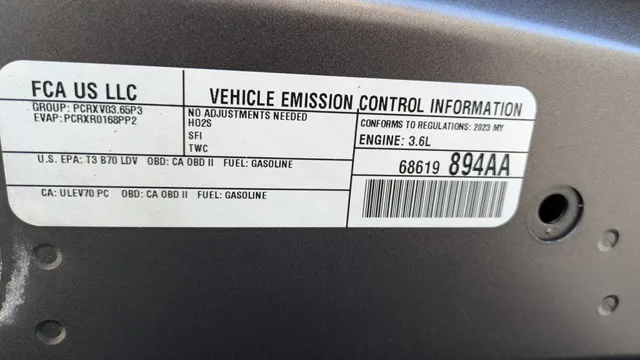 FCA US LLC
VEHICLE EMISSION CONTROL INFORMATION
GROUP: PCRXV03.65P3
EVAP: PCRXR0168PP2
NO ADJUSTMENTS NEEDED
HO2S
SFI
TWC
CONFORMS TO REGULATIONS: 2023 MY
ENGINE: 3.6L
U.S. EPA: T3 B70 LDV OBD: CA OBD II FUEL: GASOLINE
68619 894AA
CA: ULEV70 PC OBD: CA OBD II FUEL: GASOLINE